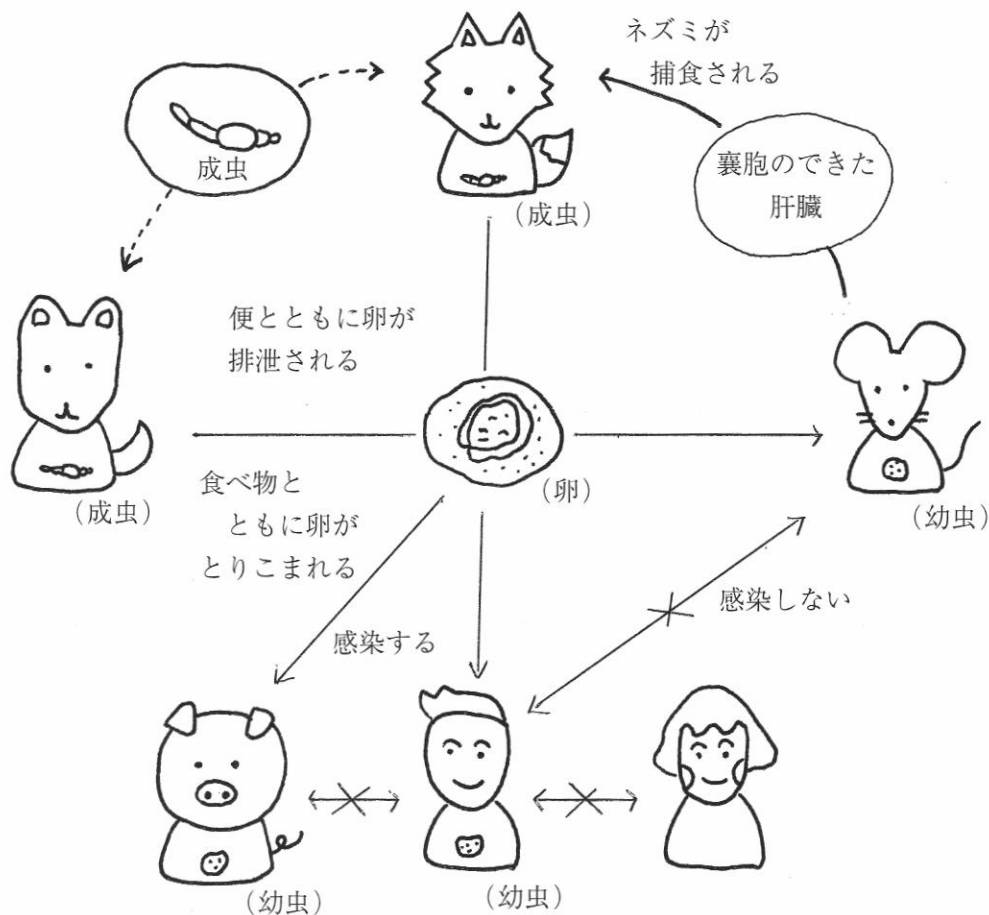 ネズミが
捕食される
成虫
襄胞のできた
肝臓
(成虫)
便とともに卵が
排泄される
(成虫)
食べ物と
ともに卵が
とりこまれる
(卵)
(幼虫)
感染しない
感染する
(幼虫)
(幼虫)